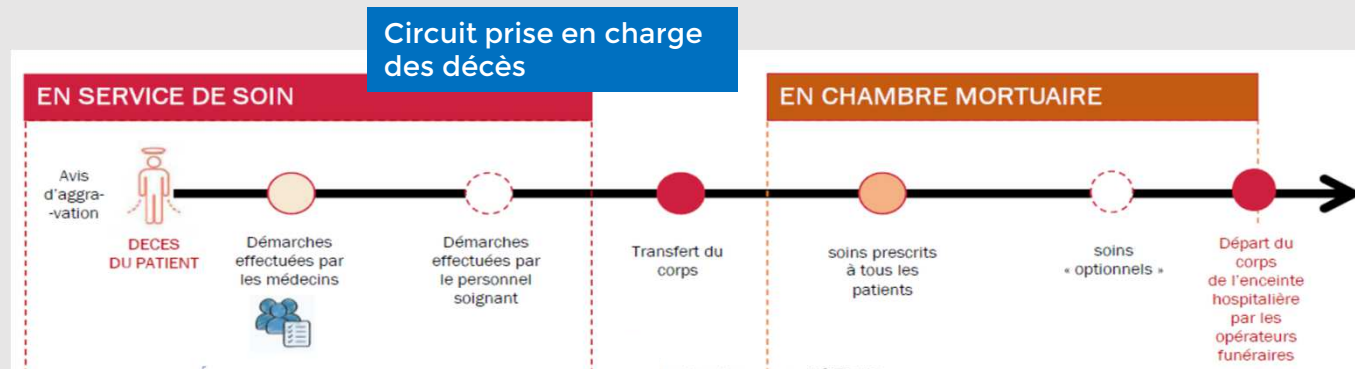 Circuit prise en charge
des décès
EN SERVICE DE SOIN
EN CHAMBRE MORTUAIRE
Avis
d'aggra-
-vation
DECES
DU PATIENT
Démarches
effectuées par
les médecins
Démarches
effectuées par
le personnel
soignant
Transfert du
corps
soins prescrits
à tous les
patients
soins
« optionnels »
Départ du
corps
de l'enceinte
hospitalière
par les
opérateurs
funéraires